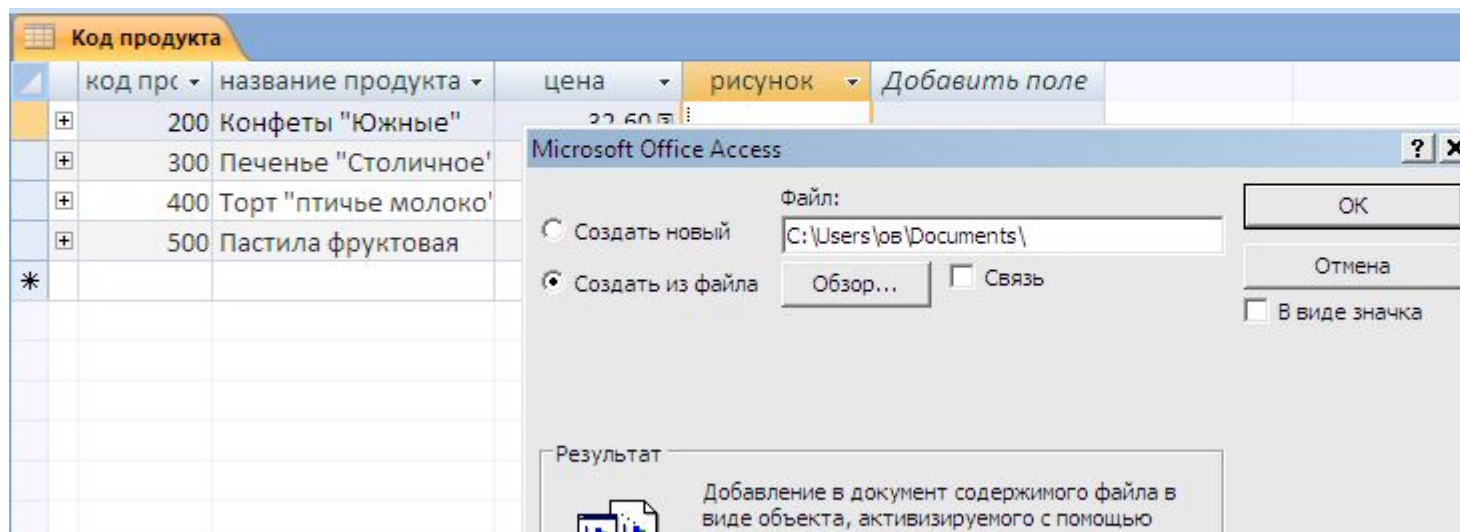 Код продукта
код прс название продукта цена рисунок Добавить поле
200 Конфеты "Южные" 32,60
300 Печенье "Столичное"
400 Торт "птичье молоко"
500 Пастила фруктовая
Microsoft Office Access
Файл:
Создать новый
C:\Users\ов\Documents\
Создать из файла
Обзор...
Связь
OK
Отмена
В виде значка
Результат
Добавление в документ содержимого файла в
виде объекта, активизируемого с помощью